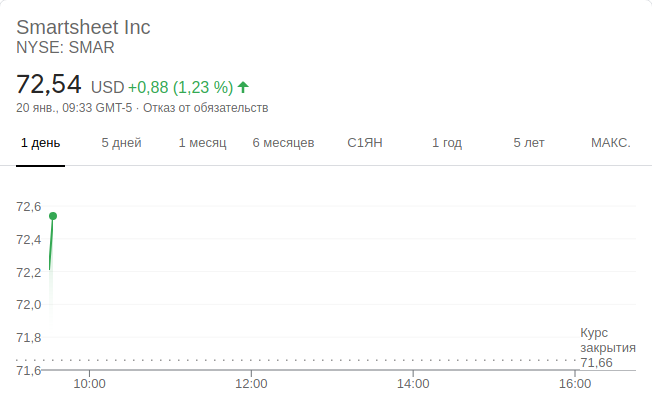 Smartsheet Inc
NYSE: SMAR
72,54 USD +0,88 (1,23 %)
20 янв., 09:33 GMT-5 · Отказ от обязательств
1 день 5 дней 1 месяц 6 месяцев С1ЯН 1 год 5 лет МАКС.
72,6
72,4
72,2
72,0
71,8
71,6
Курс
закрытия
71,66
10:00 12:00 14:00 16:00